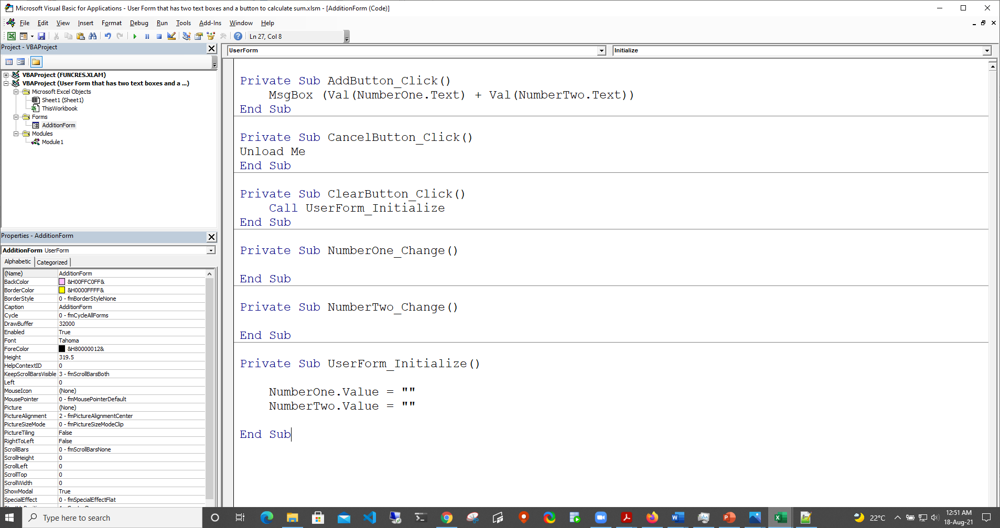 Microsoft Visual Basic for Applications - User Form that has two text boxes and a button to calculate sum.xlsm - [AdditionForm (Code)]
File Edit View Insert Format Debug Run Tools Add-Ins Window Help
Ln 27, Col 8
Project - VBAProject
VBAProject (FUNCRES.XLAM)
VBAProject (User Form that has two text boxes and a ...)
Microsoft Excel Objects
Sheet1 (Sheet1)
ThisWorkbook
Forms
AdditionForm
Modules
Module1
Properties - AdditionForm
AdditionForm UserForm
Alphabetic Categorized
(Name) AdditionForm
BackColor &H00FFC0FF&
BorderColor &H0000FFFF&
BorderStyle 0 - fmBorderStyleNone
Caption AdditionForm
Cycle 0 - fmCycleAllForms
DrawBuffer 32000
Enabled True
Font Tahoma
ForeColor &H80000012&
Height 319.5
HelpContextID 0
KeepScrollBarsVisible 3 - fmScrollBarsBoth
Left 0
MouseIcon (None)
MousePointer 0 - fmMousePointerDefault
Picture (None)
PictureAlignment 2 - fmPictureAlignmentCenter
PictureSizeMode 0 - fmPictureSizeModeClip
PictureTiling False
RightToLeft False
ScrollBars 0 - fmScrollBarsNone
ScrollHeight 0
ScrollLeft 0
ScrollTop 0
ScrollWidth 0
ShowModal True
SpecialEffect 0 - fmSpecialEffectFlat
UserForm Initialize
Private Sub AddButton_Click()
MsgBox (Val(NumberOne.Text) + Val(NumberTwo.Text))
End Sub
Private Sub CancelButton_Click()
Unload Me
End Sub
Private Sub ClearButton_Click()
Call UserForm_Initialize
End Sub
Private Sub NumberOne_Change()
End Sub
Private Sub NumberTwo_Change()
End Sub
Private Sub UserForm_Initialize()
NumberOne.Value = ""
NumberTwo.Value = ""
End Sub
Type here to search
22°C
12:51 AM
18-Aug-21